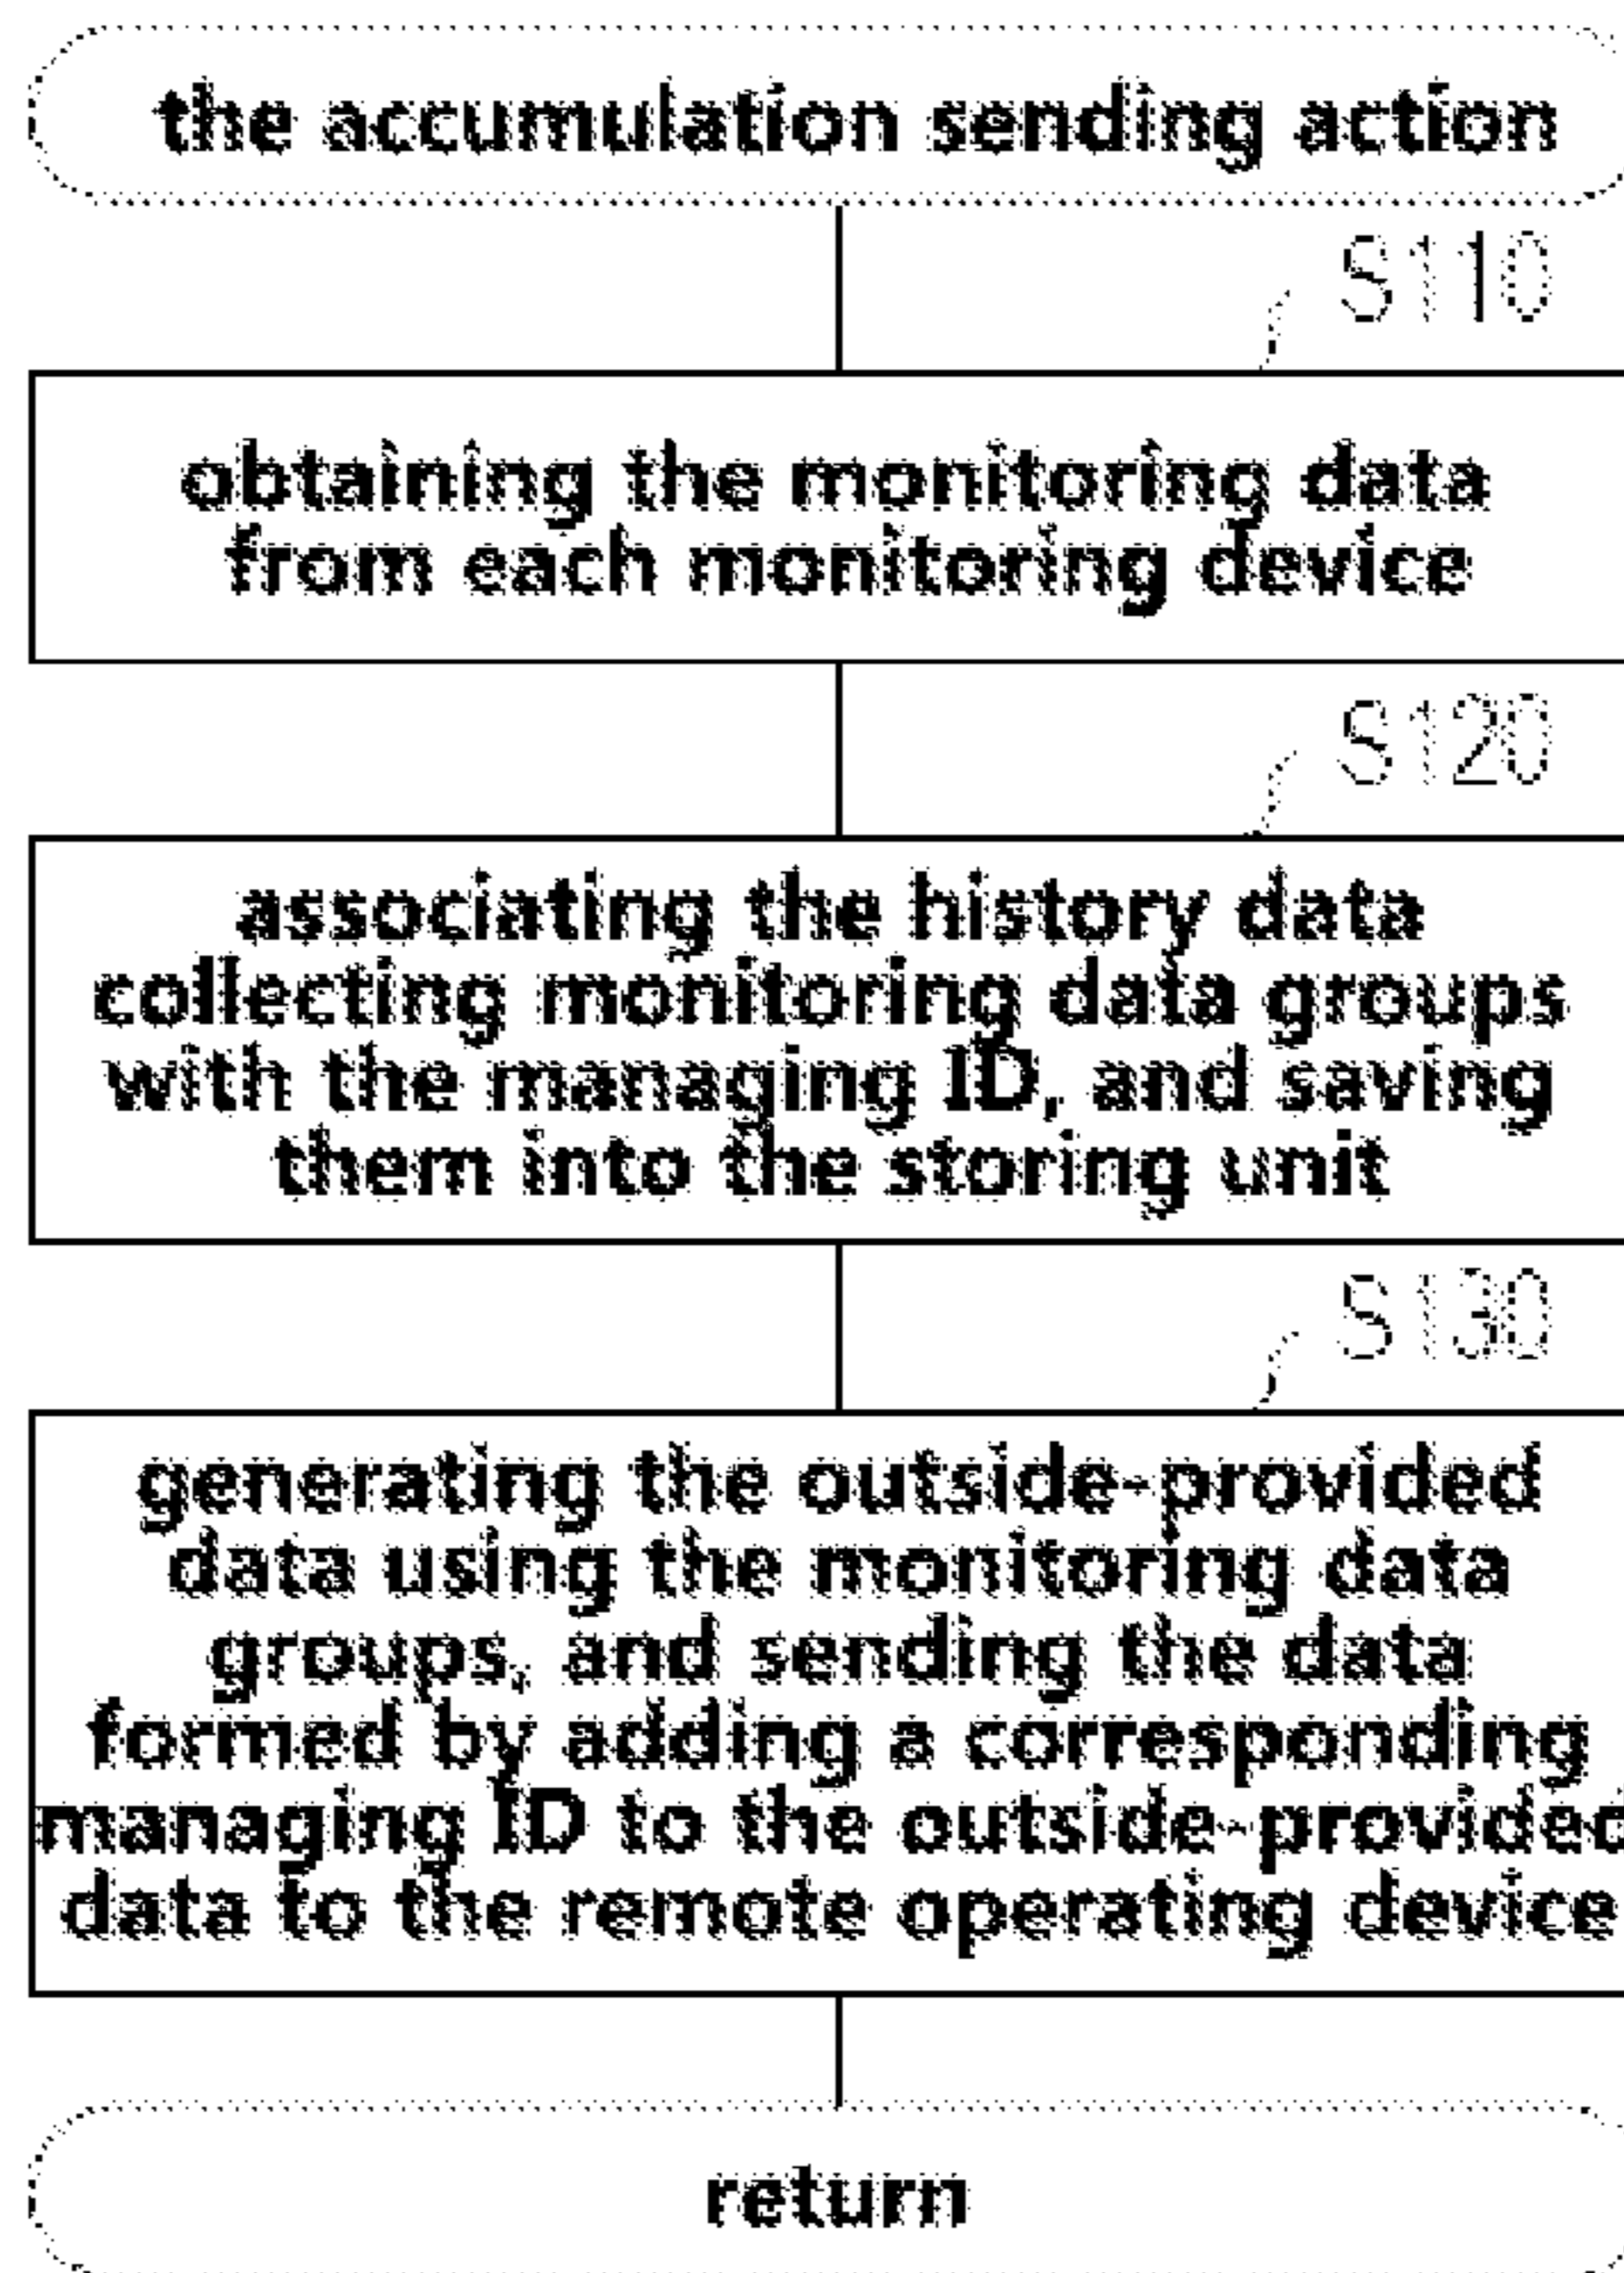 the accumulation sending action
S110
obtaining the monitoring data
from each monitoring device
S120
associating the history data
collecting monitoring data groups
with the managing ID, and saving
them into the storing unit
S130
generating the outside-provided
data using the monitoring data
groups, and sending the data
formed by adding a corresponding
managing ID to the outside-provided
data to the remote operating device
return